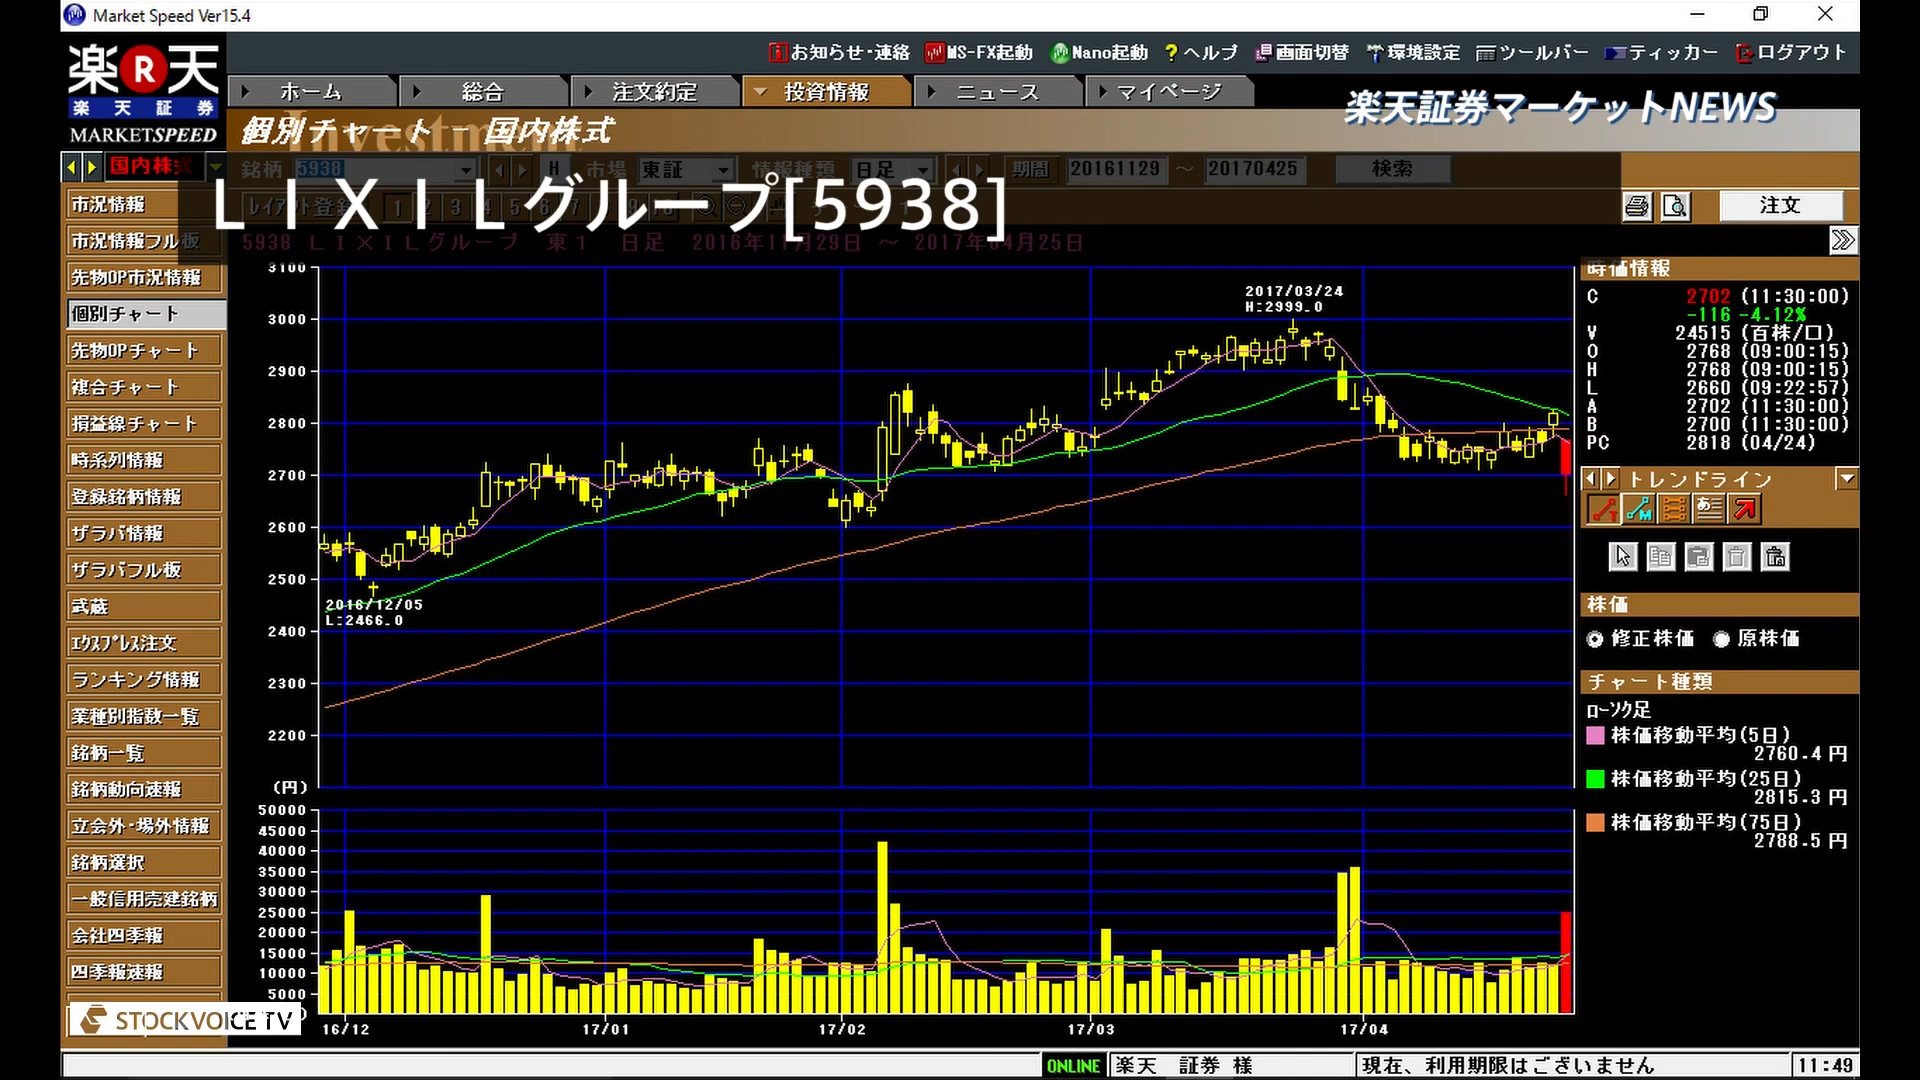 Market Speed Ver15.4
楽R天
楽天証券
MARKETSPEED
お知らせ・連絡 MS-FX起動 Nano起動 ヘルプ 画面切替 環境設定 ツールバー ティッカー ログアウト
ホーム 総合 注文約定 投資情報 ニュース マイページ
個別チャート - 国内株式
Investment
楽天証券マーケットNEWS
国内株式 銘柄 5938 H 市場 東証 情報種類 日足 期間 20161129 ～ 20170425 検索
レイアウト登録 1 2 3 4 5 6
注文
ＬＩＸＩＬグループ[5938]
5938 ＬＩＸＩＬグループ 東1 日足 2016年11月29日 ～ 2017年04月25日
市況情報
市況情報フル板
先物OP市況情報
個別チャート
先物OPチャート
複合チャート
損益線チャート
時系列情報
登録銘柄情報
ザラバ情報
ザラバフル板
武蔵
ｴｸｽﾌﾟﾚｽ注文
ランキング情報
業種別指数一覧
銘柄一覧
銘柄動向速報
立会外・場外情報
銘柄選択
一般信用売建銘柄
会社四季報
四季報速報
STOCKVOICE TV
3100
3000
2900
2800
2700
2600
2500
2400
2300
2200
(円)
2017/03/24
H:2999.0
2016/12/05
L:2466.0
50000
45000
40000
35000
30000
25000
20000
15000
10000
5000
0
16/12 17/01 17/02 17/03 17/04
時価情報
C 2702 (11:30:00)
-116 -4.12%
V 24515 (百株/口)
O 2768 (09:00:15)
H 2768 (09:00:15)
L 2660 (09:22:57)
A 2702 (11:30:00)
B 2700 (11:30:00)
PC 2818 (04/24)
トレンドライン
T M あ
株価
修正株価 原株価
チャート種類
ﾛｰｿｸ足
株価移動平均(5日)
2760.4 円
株価移動平均(25日)
2815.3 円
株価移動平均(75日)
2788.5 円
ONLINE 楽天 証券 様 現在、利用期限はございません 11:49